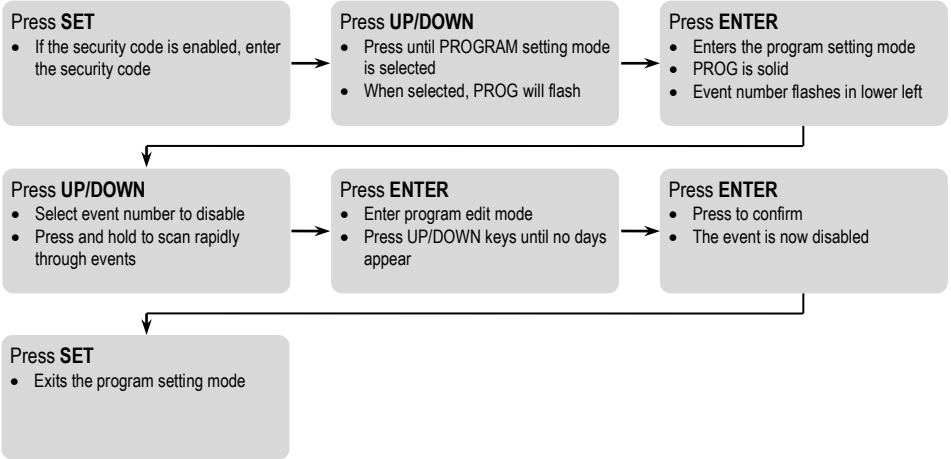 Press SET
• If the security code is enabled, enter
the security code
Press UP/DOWN
• Press until PROGRAM setting mode
is selected
• When selected, PROG will flash
Press ENTER
• Enters the program setting mode
• PROG is solid
• Event number flashes in lower left
Press UP/DOWN
• Select event number to disable
• Press and hold to scan rapidly
through events
Press ENTER
• Enter program edit mode
• Press UP/DOWN keys until no days
appear
Press ENTER
• Press to confirm
• The event is now disabled
Press SET
• Exits the program setting mode